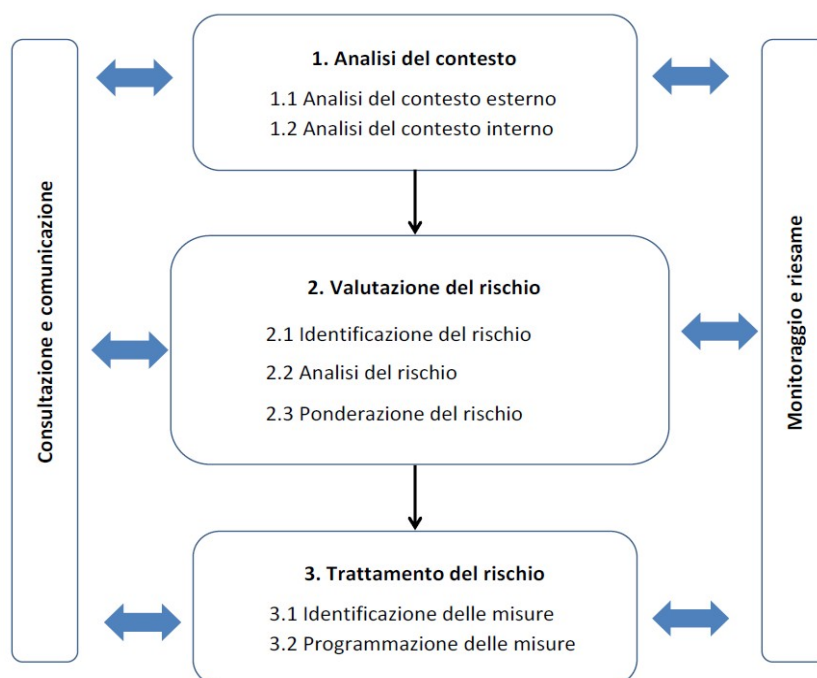 Consultazione e comunicazione
1. Analisi del contesto
1.1 Analisi del contesto esterno
1.2 Analisi del contesto interno
2. Valutazione del rischio
2.1 Identificazione del rischio
2.2 Analisi del rischio
2.3 Ponderazione del rischio
3. Trattamento del rischio
3.1 Identificazione delle misure
3.2 Programmazione delle misure
Monitoraggio e riesame